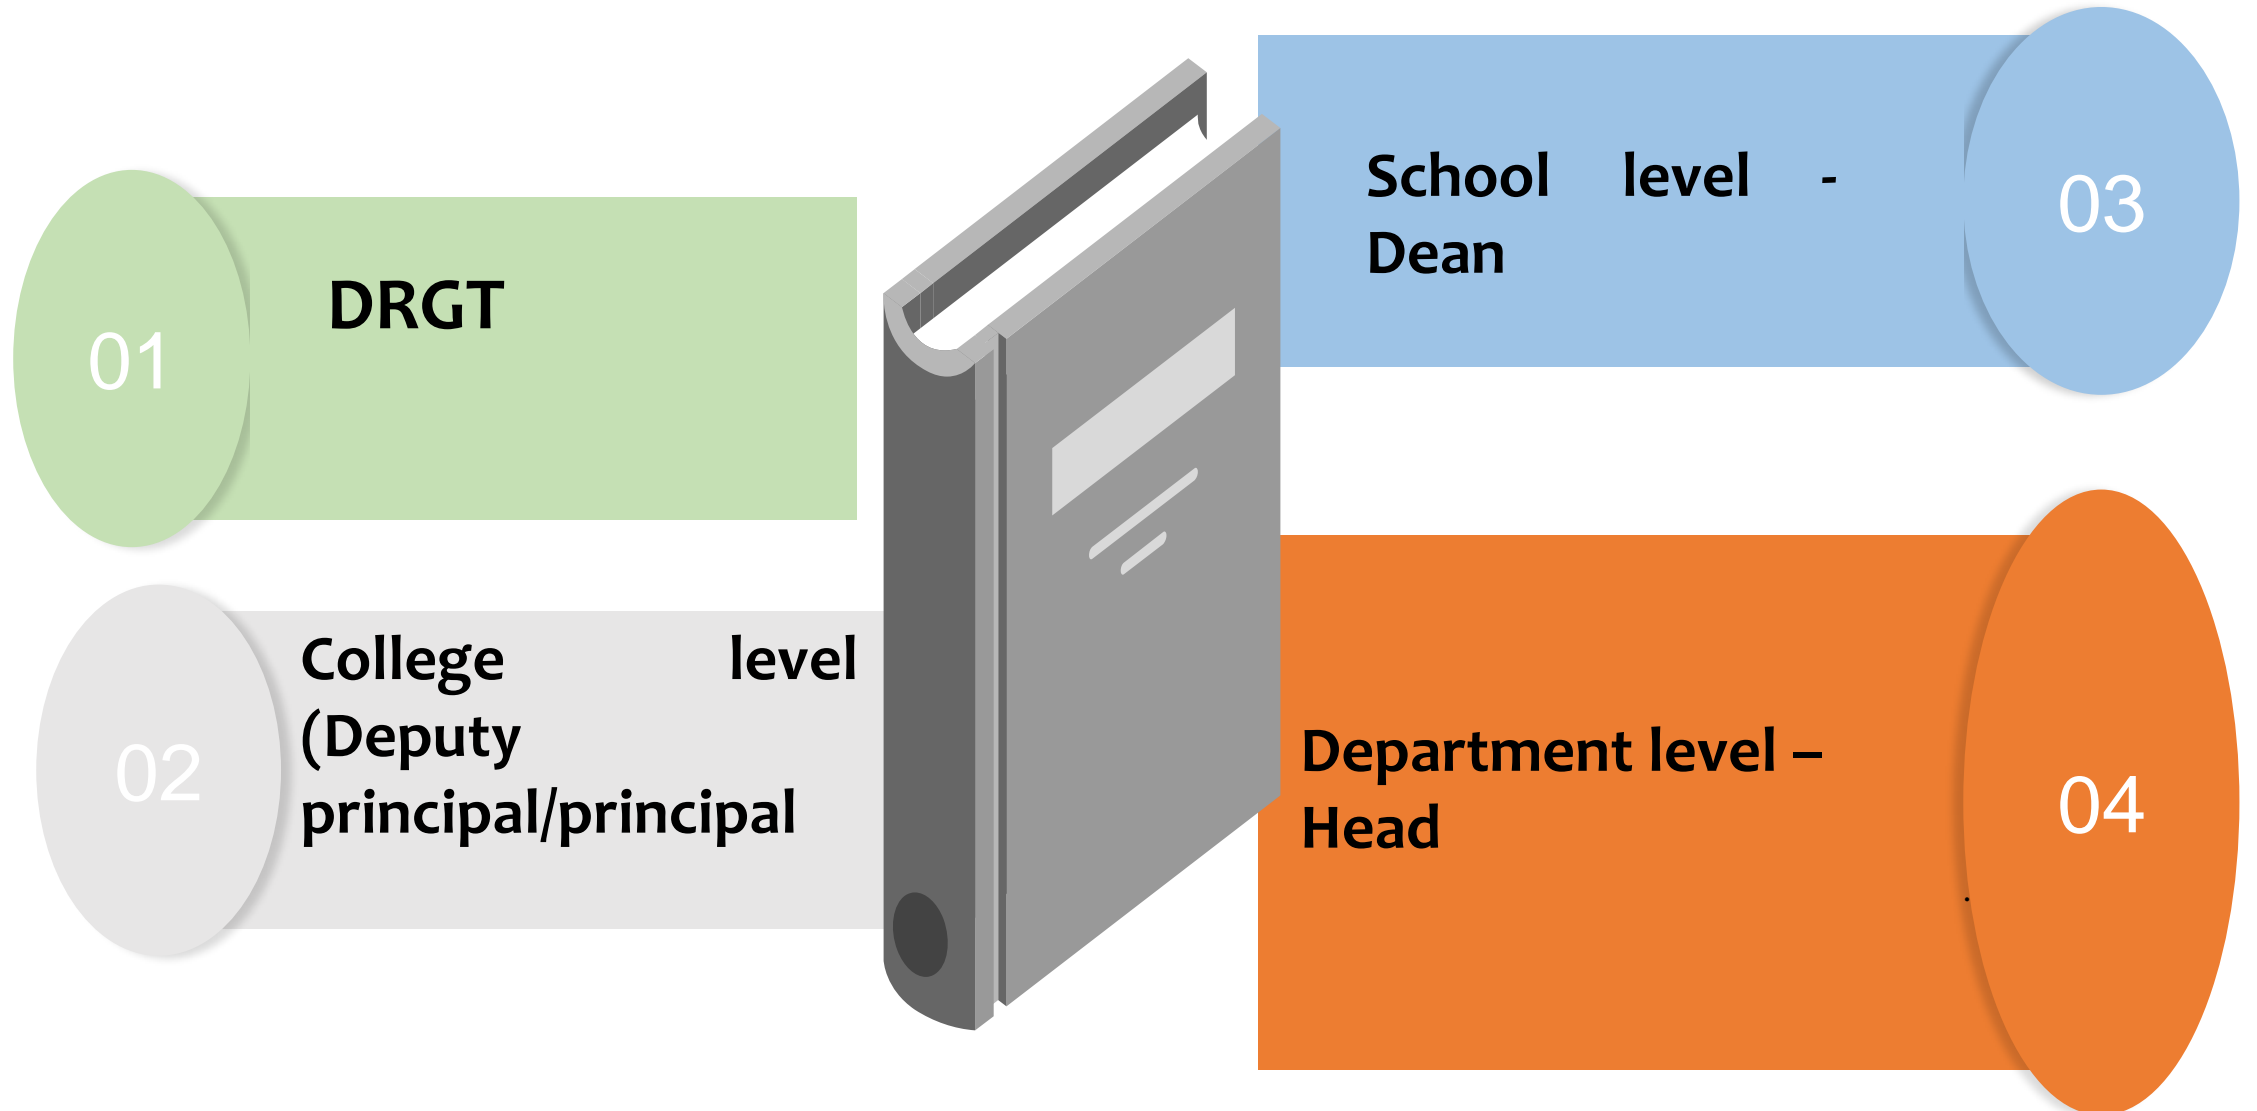 01
DRGT
02
College level
(Deputy
principal/principal
School level -
Dean
03
Department level –
Head
.
04